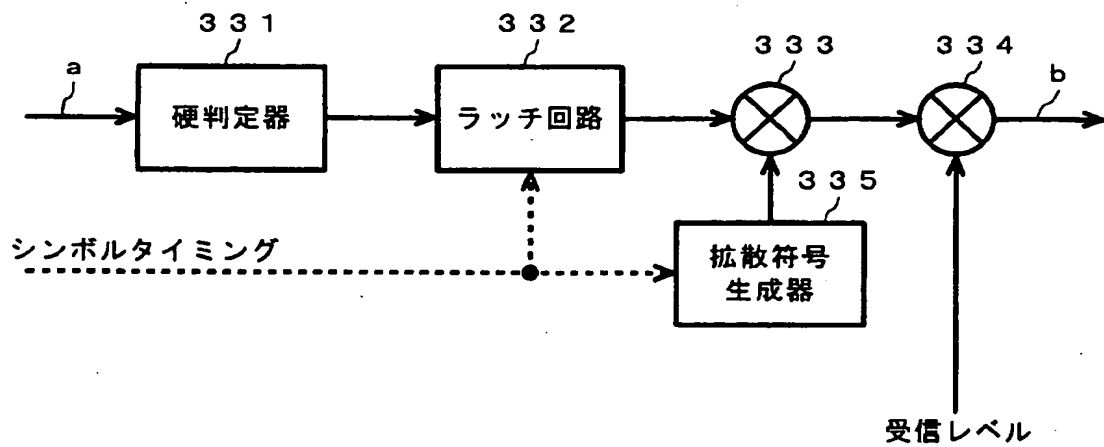 331
332
333
334
a
b
硬判定器
ラッチ回路
335
シンボルタイミング
拡散符号
生成器
受信レベル